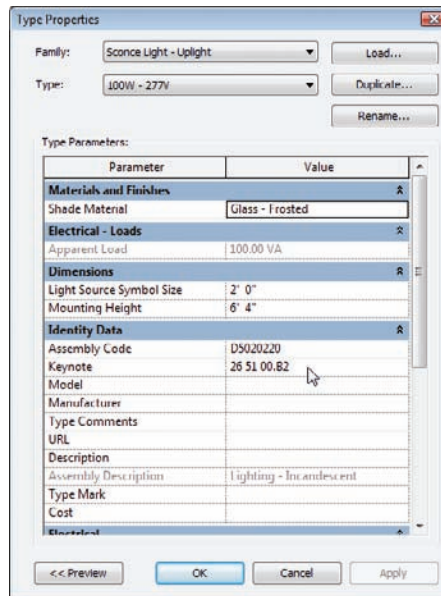 Type Properties
Family: Sconce Light - Uplight Load...
Type: 100W - 277V Duplicate...
Rename...
Type Parameters:
Parameter Value
Materials and Finishes
Shade Material Glass - Frosted
Electrical - Loads
Apparent Load 100.00 VA
Dimensions
Light Source Symbol Size 2' 0"
Mounting Height 6' 4"
Identity Data
Assembly Code D5020220
Keynote 26 51 00.B2
Model
Manufacturer
Type Comments
URL
Description
Assembly Description Lighting - Incandescent
Type Mark
Cost
Electrical
<< Preview OK Cancel Apply